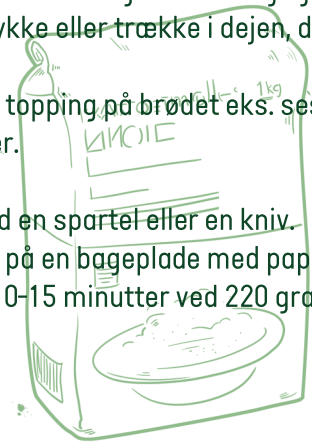 ykke eller trække i dejen, d
topping på brødet eks. ses
er.
1kg
d en spartel eller en kniv.
på en bageplade med pap
0-15 minutter ved 220 gra